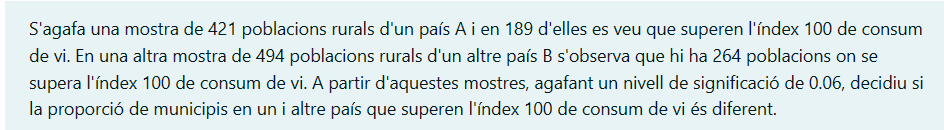 S'agafa una mostra de 421 poblacions rurals d'un país A i en 189 d'elles es veu que superen l'índex 100 de consum
de vi. En una altra mostra de 494 poblacions rurals d'un altre país B s'observa que hi ha 264 poblacions on se
supera l'índex 100 de consum de vi. A partir d'aquestes mostres, agafant un nivell de significació de 0.06, decidiu si
la proporció de municipis en un i altre país que superen l'índex 100 de consum de vi és diferent.